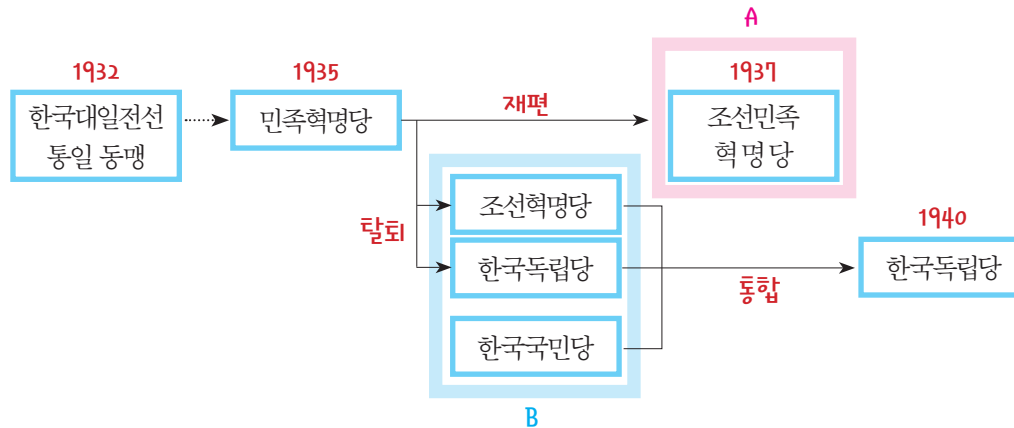 A
1932
한국대일전선
통일 동맹
1935
민족혁명당
재편
1937
조선민족
혁명당
탈퇴
조선혁명당
한국독립당
한국국민당
B
통합
1940
한국독립당